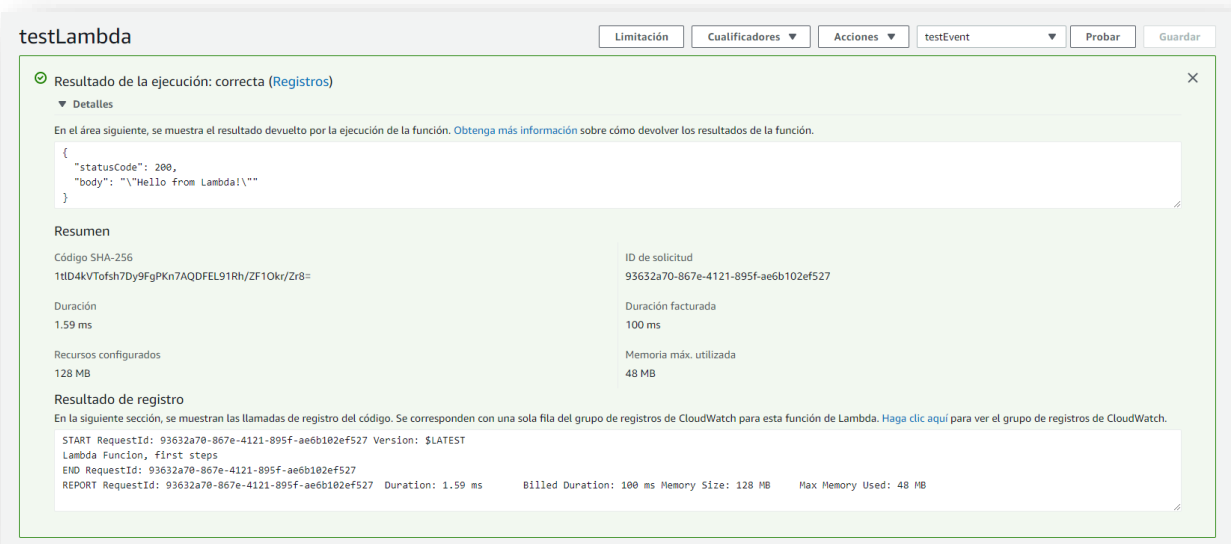 testLambda
Limitación Cualificadores Acciones testEvent Probar Guardar
Resultado de la ejecución: correcta (Registros)
Detalles
En el área siguiente, se muestra el resultado devuelto por la ejecución de la función. Obtenga más información sobre cómo devolver los resultados de la función.
{
"statusCode": 200,
"body": "\"Hello from Lambda!\""
}
Resumen
Código SHA-256 ID de solicitud
1tlD4kVTofsh7Dy9FgPKn7AQDFEL91Rh/ZF1Okr/Zr8= 93632a70-867e-4121-895f-ae6b102ef527
Duración Duración facturada
1.59 ms 100 ms
Recursos configurados Memoria máx. utilizada
128 MB 48 MB
Resultado de registro
En la siguiente sección, se muestran las llamadas de registro del código. Se corresponden con una sola fila del grupo de registros de CloudWatch para esta función de Lambda. Haga clic aquí para ver el grupo de registros de CloudWatch.
START RequestId: 93632a70-867e-4121-895f-ae6b102ef527 Version: $LATEST
Lambda Funcion, first steps
END RequestId: 93632a70-867e-4121-895f-ae6b102ef527
REPORT RequestId: 93632a70-867e-4121-895f-ae6b102ef527 Duration: 1.59 ms Billed Duration: 100 ms Memory Size: 128 MB Max Memory Used: 48 MB